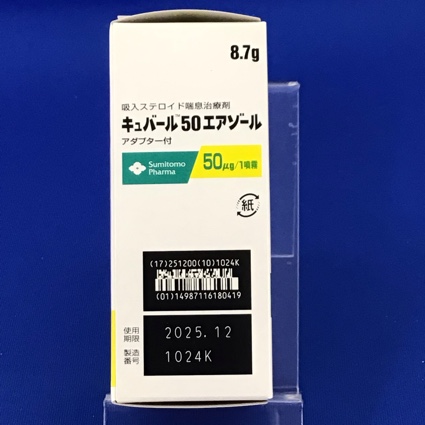 8.7g
吸入ステロイド喘息治療剤
キュバール™50エアゾール
アダプター付
Sumitomo
Pharma
50μg/1噴霧
紙
(17)251200(10)1024K
(01)14987116180419
使用
期限
2025.12
製造
番号
1024K